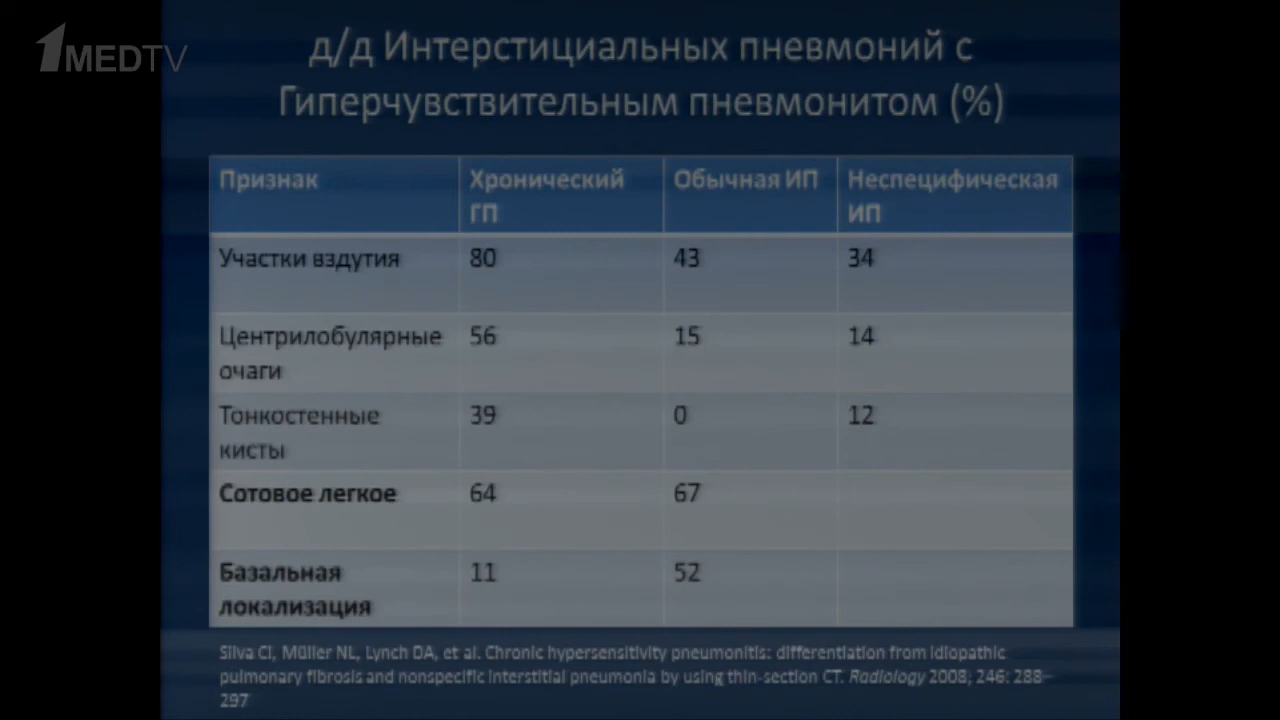 1MEDTV
д/д Интерстициальных пневмоний с
Гиперчувствительным пневмонитом (%)
Признак
Хронический
ГП
Обычная ИП
Неспецифическая
ИП
Участки вздутия
80
43
34
Центрилобулярные
очаги
56
15
14
Тонкостенные
кисты
39
0
12
Сотовое легкое
64
67
Базальная
локализация
11
52
Silva CI, Müller NL, Lynch DA, et al. Chronic hypersensitivity pneumonitis: differentiation from idiopathic
pulmonary fibrosis and nonspecific interstitial pneumonia by using thin-section CT. Radiology 2008; 246: 288–
297